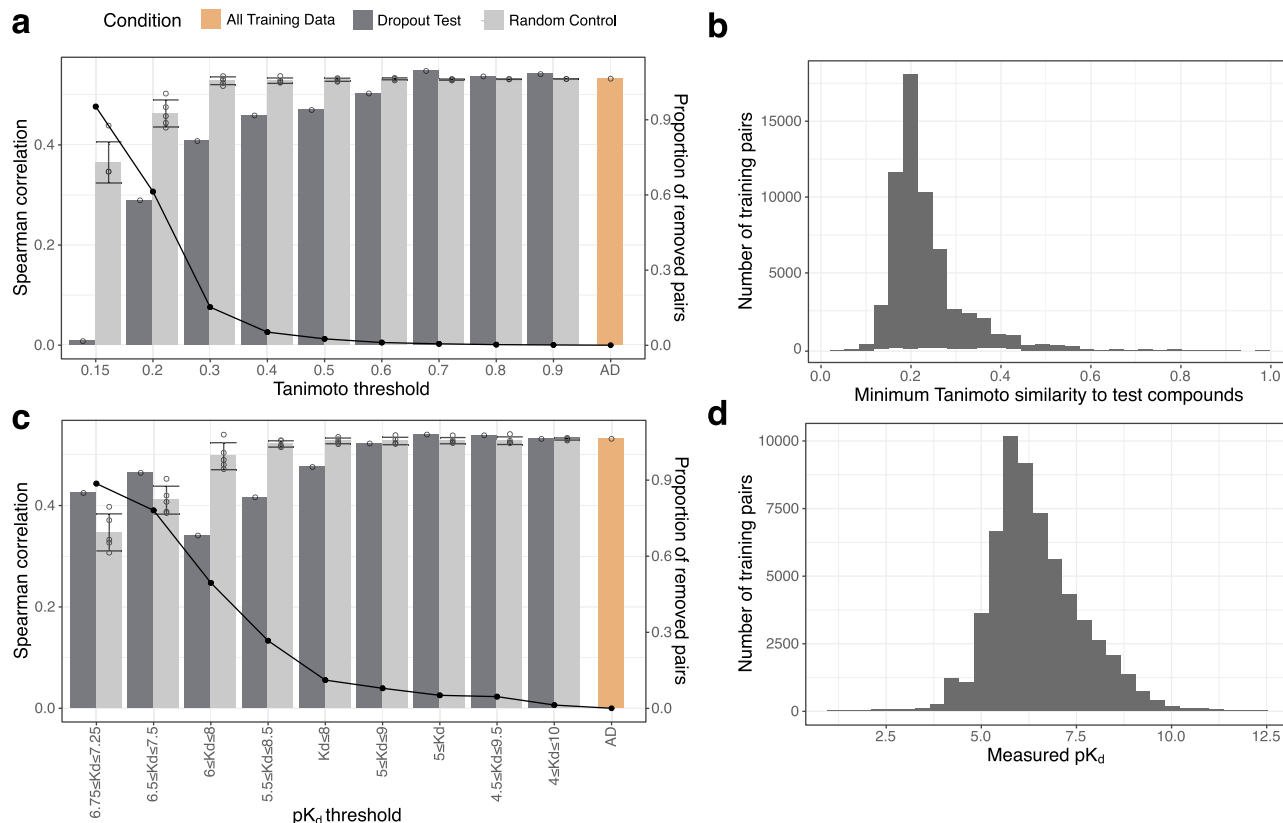 a
Condition
All Training Data
Dropout Test
Random Control
Spearman correlation
0.4
0.2
0.0
0.9
0.6
0.3
0.0
Proportion of removed pairs
0.15 0.2 0.3 0.4 0.5 0.6 0.7 0.8 0.9 AD
Tanimoto threshold
b
Number of training pairs
15000
10000
5000
0
0.0 0.2 0.4 0.6 0.8 1.0
Minimum Tanimoto similarity to test compounds
c
Spearman correlation
0.4
0.2
0.0
0.9
0.6
0.3
0.0
Proportion of removed pairs
6.75≤Kd≤7.25
6.5≤Kd≤7.5
6≤Kd≤8
5.5≤Kd≤8.5
Kd≤8
5≤Kd≤9
5≤Kd
4.5≤Kd≤9.5
4≤Kd≤10
AD
pKd threshold
d
Number of training pairs
10000
7500
5000
2500
0
2.5 5.0 7.5 10.0 12.5
Measured pKd